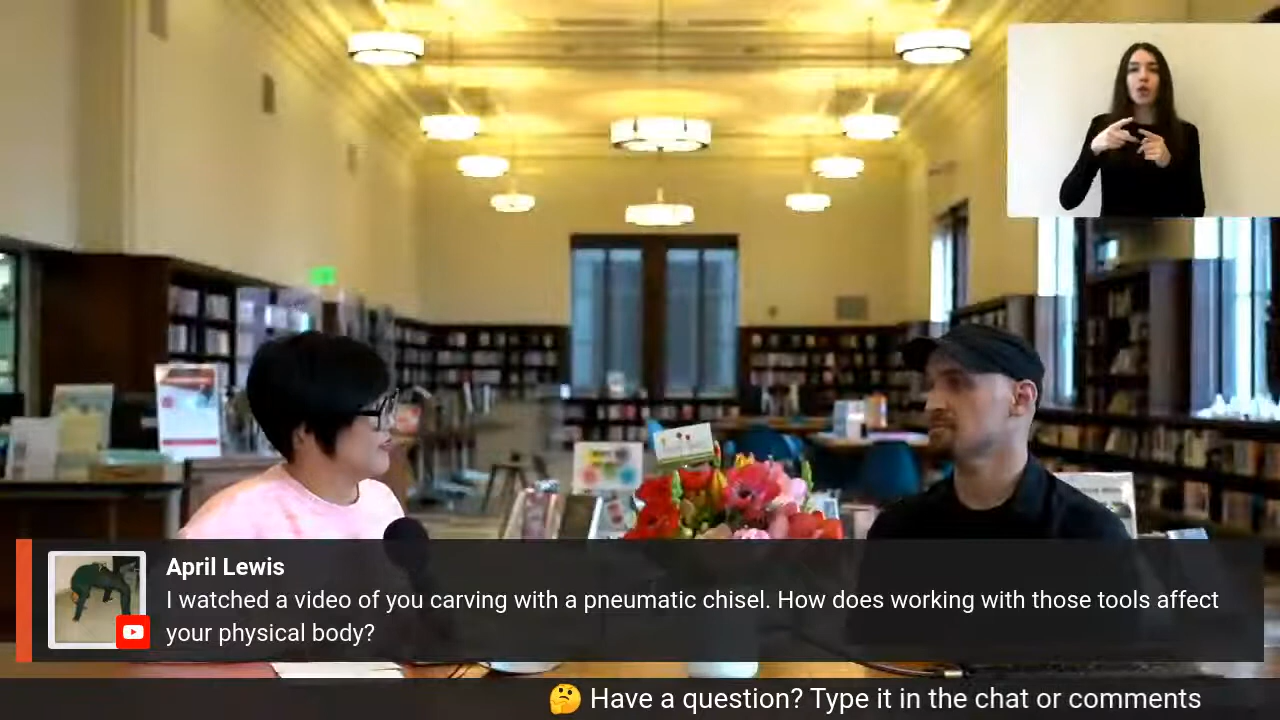 April Lewis
I watched a video of you carving with a pneumatic chisel. How does working with those tools affect
your physical body?
🤔 Have a question? Type it in the chat or comments